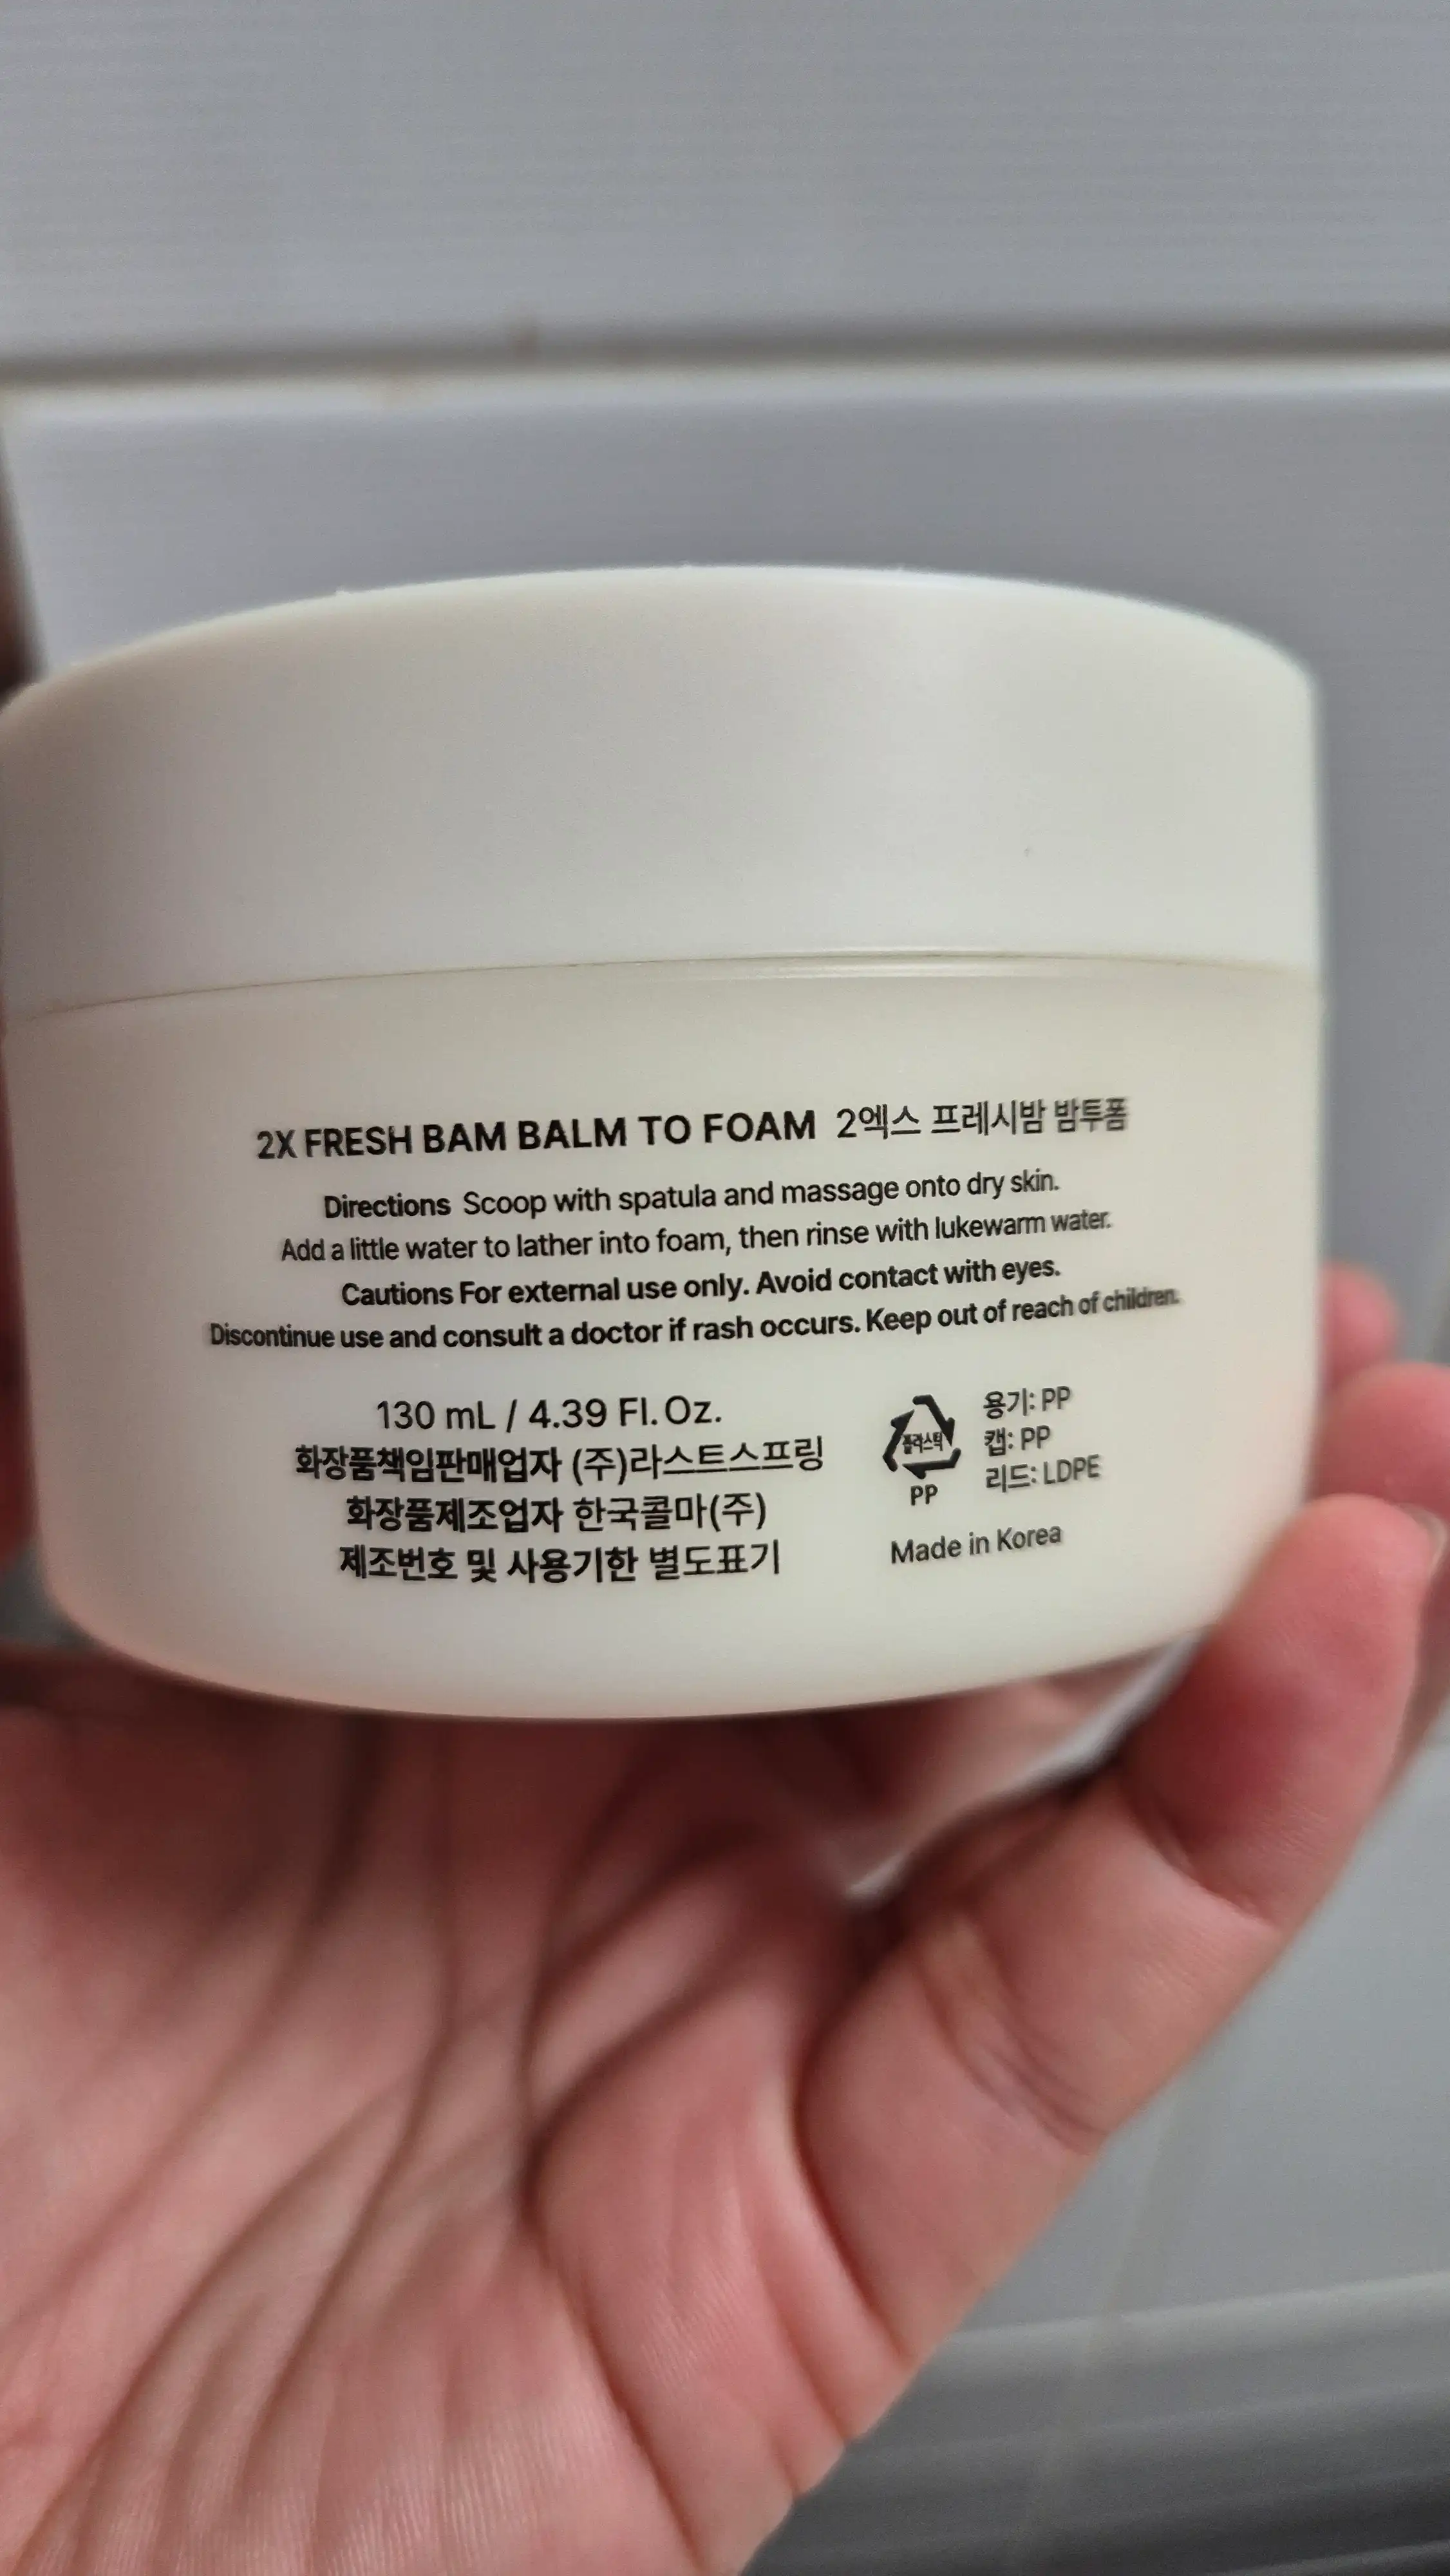 2X FRESH BAM BALM TO FOAM 2엑스 프레시밤 밤투폼
Directions Scoop with spatula and massage onto dry skin.
Add a little water to lather into foam, then rinse with lukewarm water.
Cautions For external use only. Avoid contact with eyes.
Discontinue use and consult a doctor if rash occurs. Keep out of reach of children.
130 mL / 4.39 Fl. Oz.
화장품책임판매업자 (주)라스트스프링
화장품제조업자 한국콜마(주)
제조번호 및 사용기한 별도표기
플라스틱
PP
용기: PP
캡: PP
리드: LDPE
Made in Korea